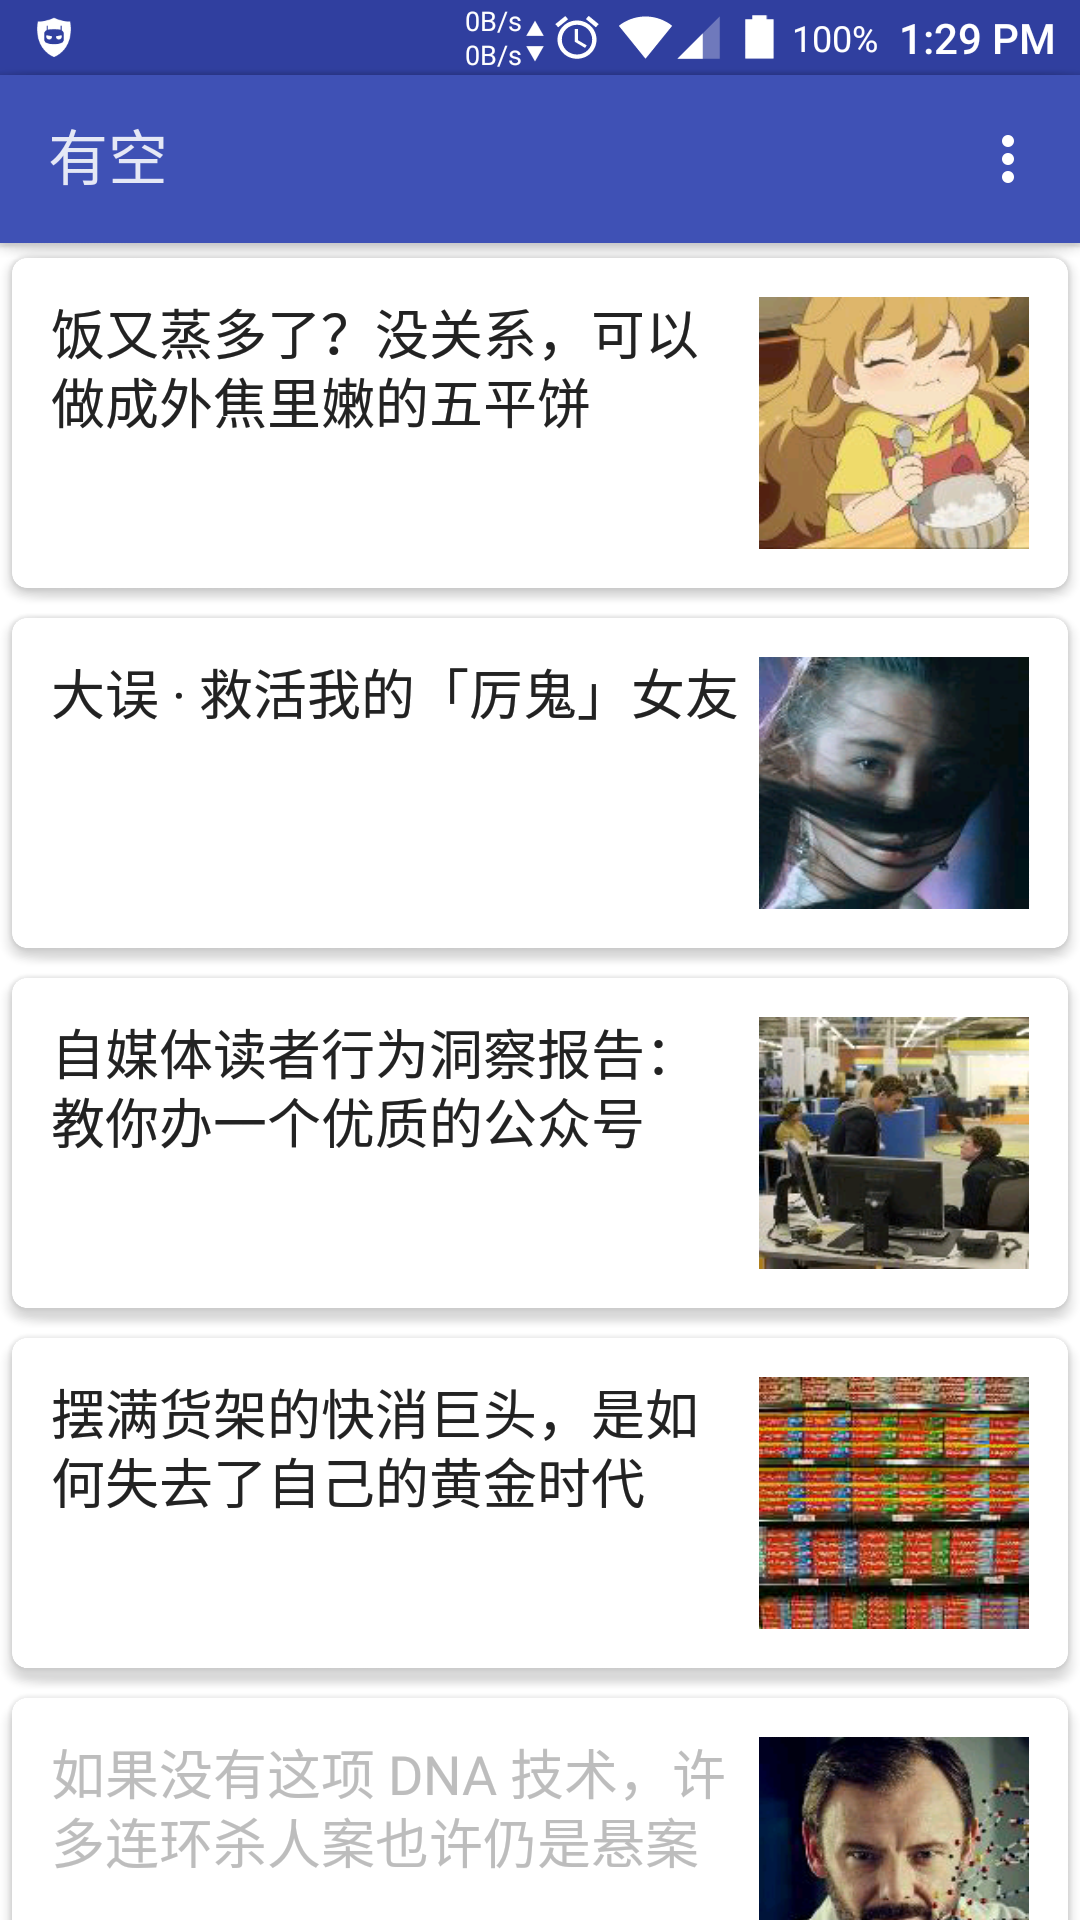 0B/s
0B/s
100%
1:29 PM
有空
饭又蒸多了？没关系，可以
做成外焦里嫩的五平饼
大误 · 救活我的「厉鬼」女友
自媒体读者行为洞察报告：
教你办一个优质的公众号
摆满货架的快消巨头，是如
何失去了自己的黄金时代
如果没有这项 DNA 技术，许
多连环杀人案也许仍是悬案